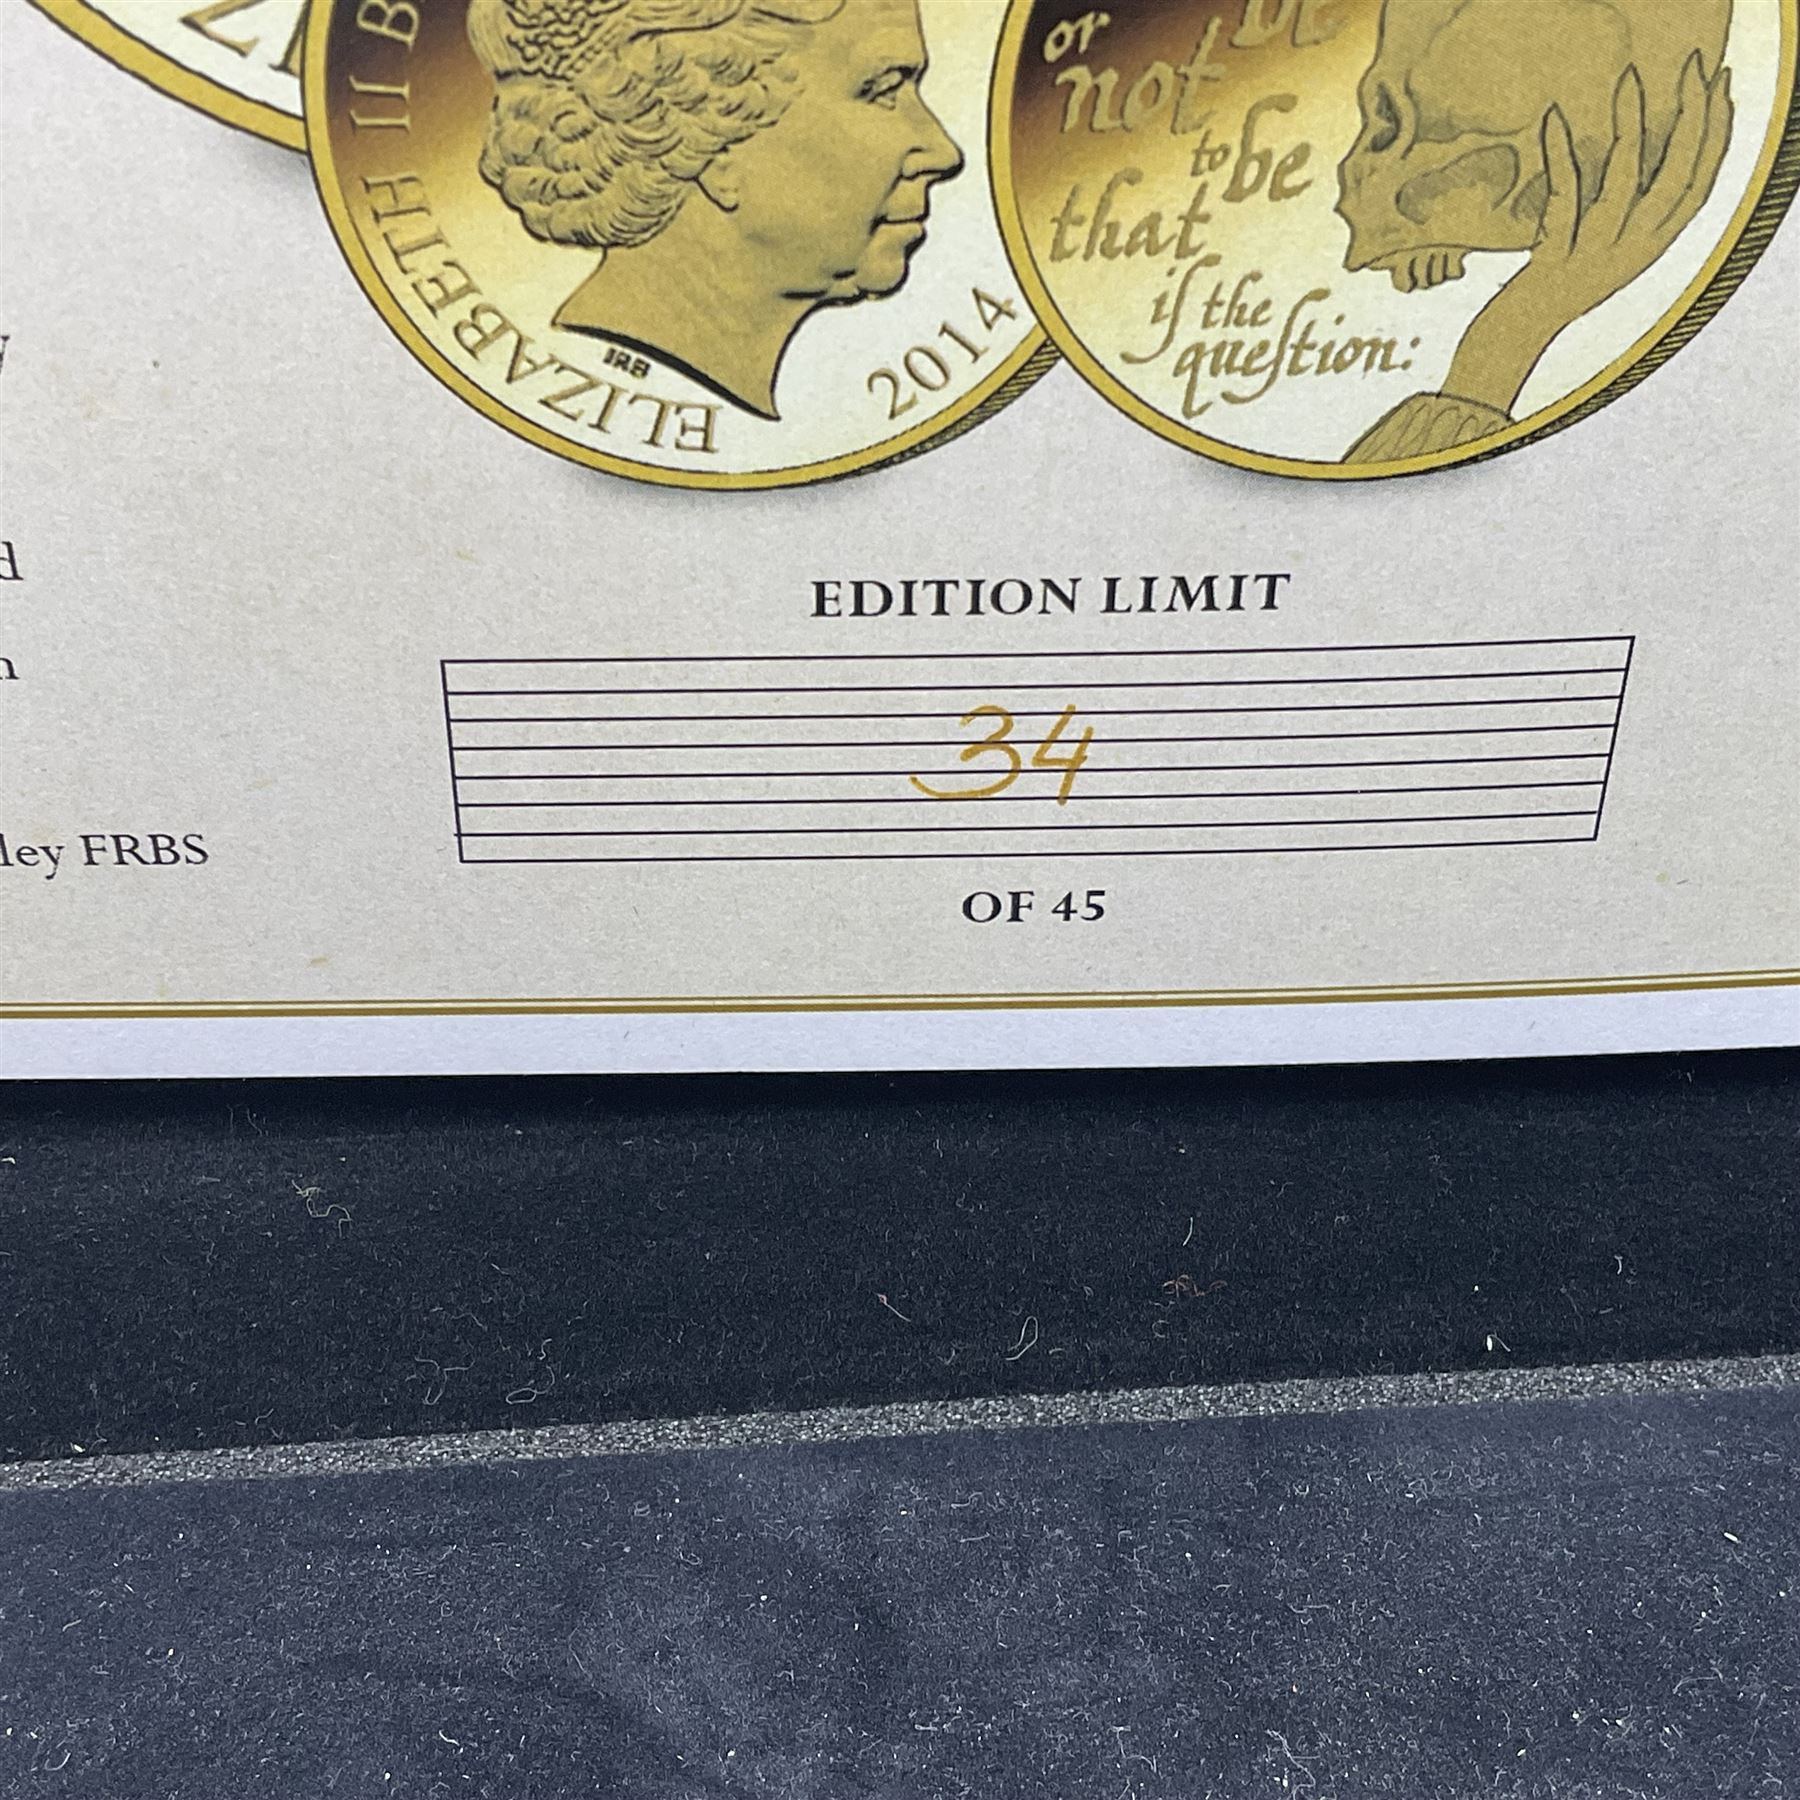 ELIZABETH II B
IRB
2014
or
be
not
to be
that
is the
question:
d
n
ley FRBS
EDITION LIMIT
34
OF 45